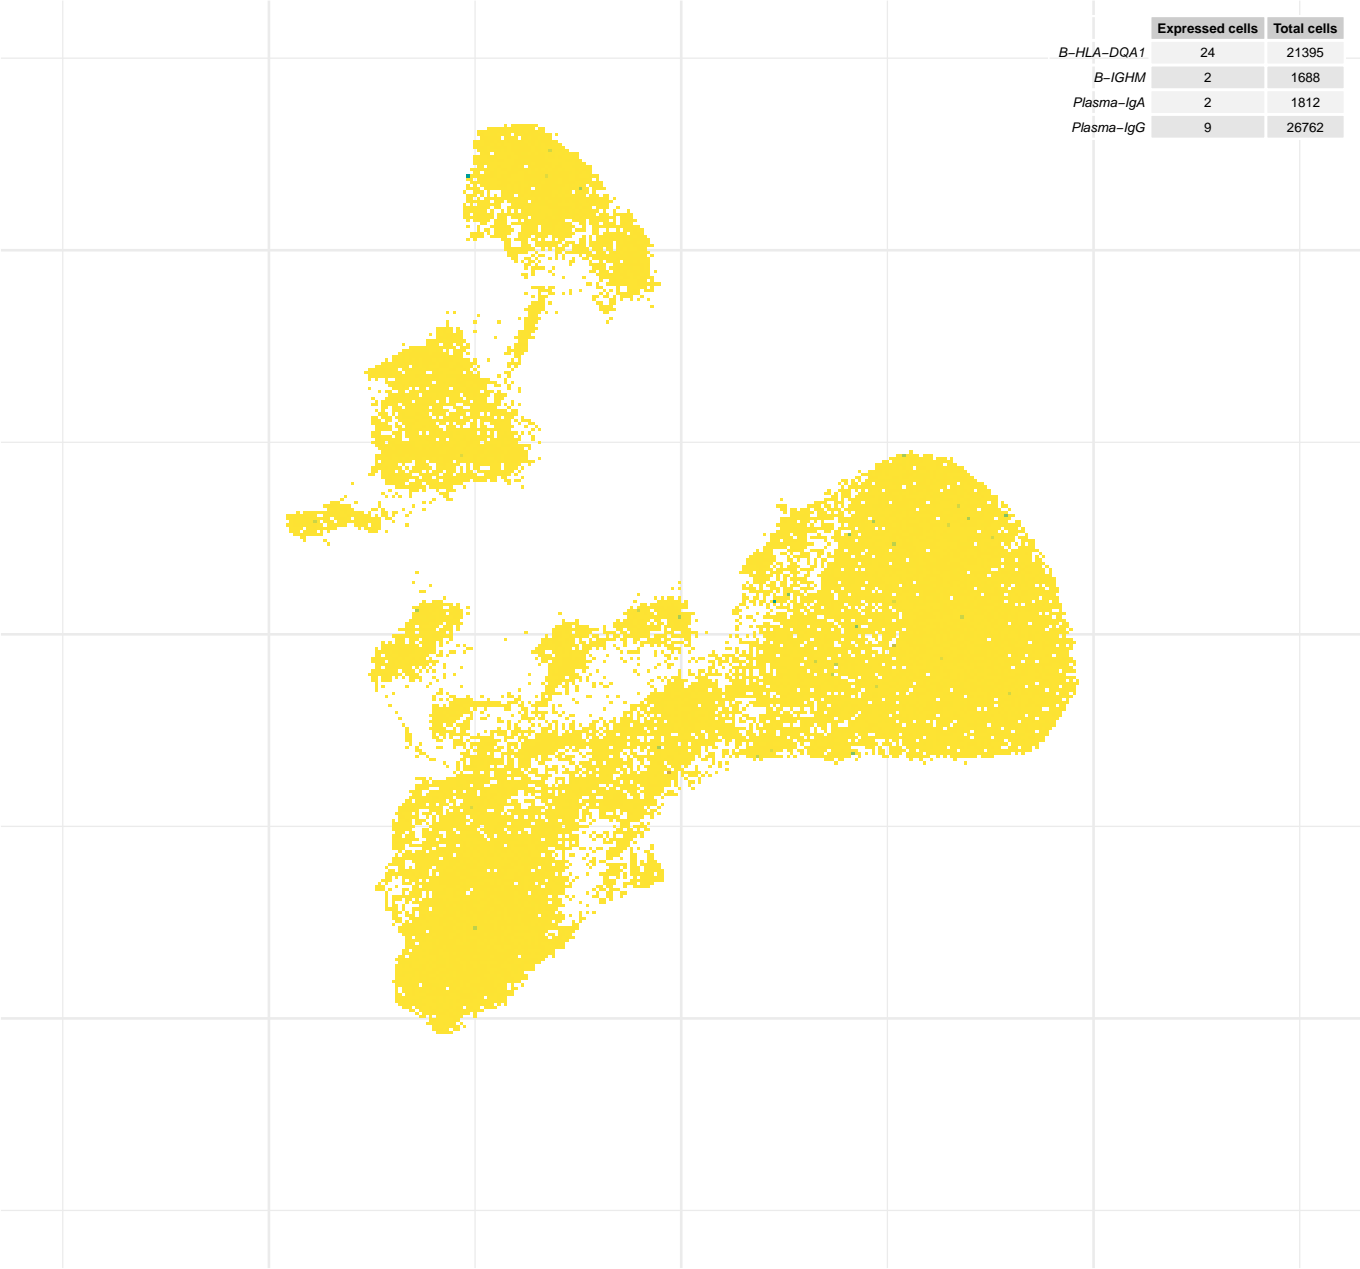 Expressed cells Total cells
B−HLA−DQA1 24 21395
B−IGHM 2 1688
Plasma−IgA 2 1812
Plasma−IgG 9 26762